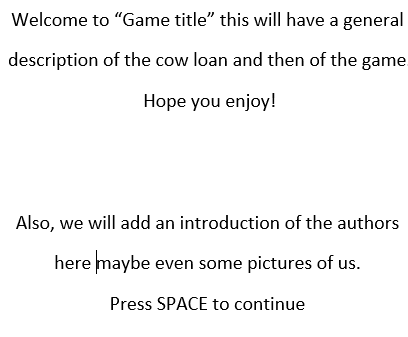 Welcome to “Game title” this will have a general
description of the cow loan and then of the game
Hope you enjoy!
Also, we will add an introduction of the authors
here maybe even some pictures of us.
Press SPACE to continue